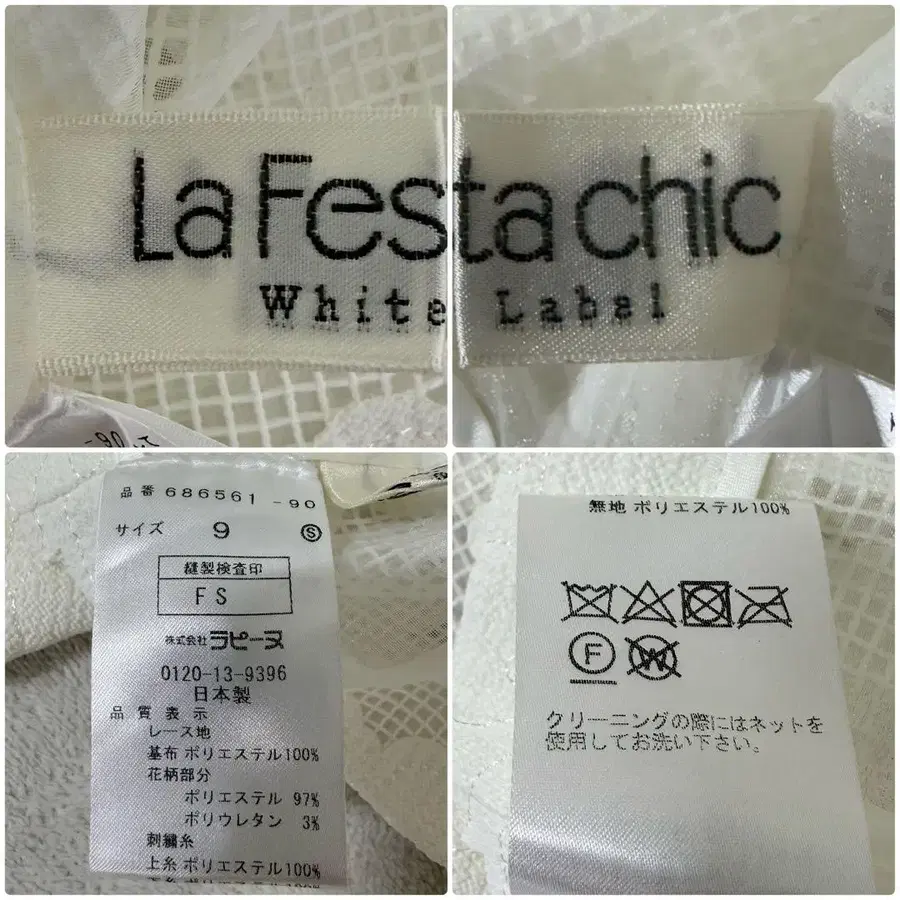 La Festa chic
White Label
-90
品番 686561 -90
サイズ 9 Ⓢ
縫製検査印
FS
株式会社 ラピーヌ
0120-13-9396
日本製
品質表示
レース地
基布 ポリエステル100%
花柄部分
ポリエステル 97%
ポリウレタン 3%
刺繍糸
上糸 ポリエステル100%
無地 ポリエステル100%
F
W
クリーニングの際にはネットを
使用してお洗い下さい。